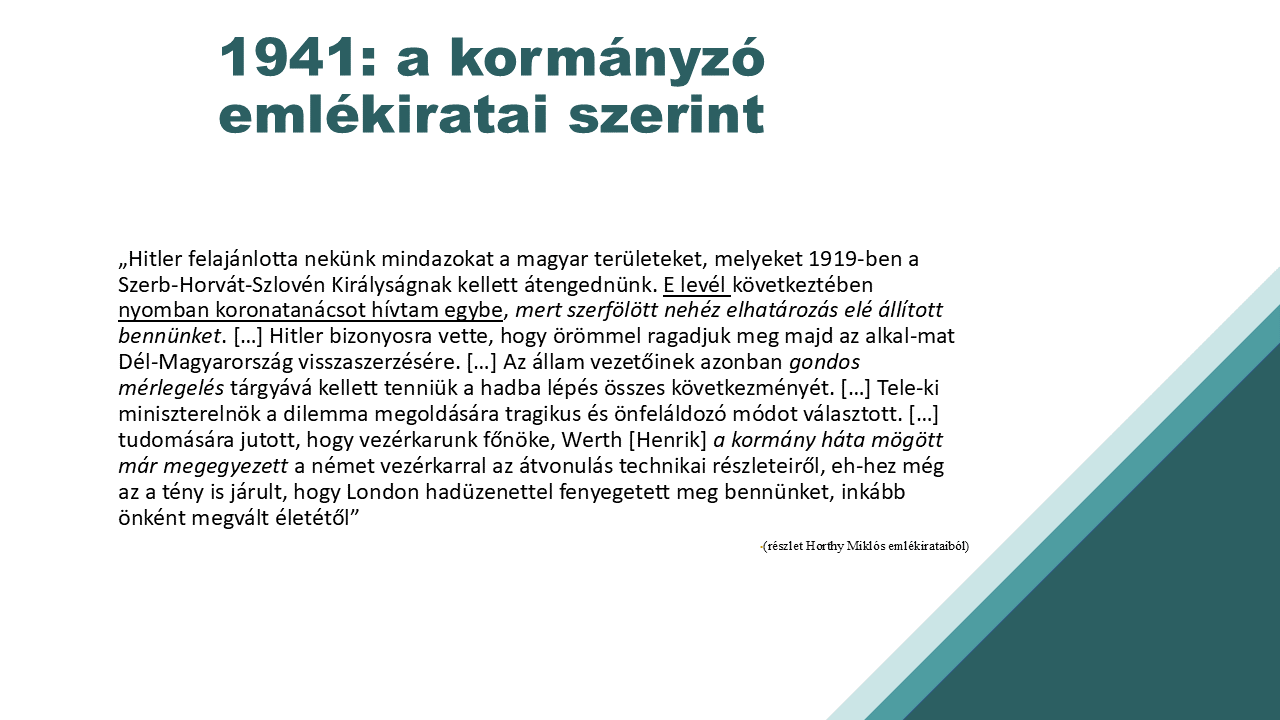 1941: a kormányzó
emlékiratai szerint
„Hitler felajánlotta nekünk mindazokat a magyar területeket, melyeket 1919-ben a
Szerb-Horvát-Szlovén Királyságnak kellett átengednünk. E levél következtében
nyomban koronatanácsot hívtam egybe, mert szerfölött nehéz elhatározás elé állított
bennünket. […] Hitler bizonyosra vette, hogy örömmel ragadjuk meg majd az alkal-mat
Dél-Magyarország visszaszerzésére. […] Az állam vezetőinek azonban gondos
mérlegelés tárgyává kellett tenniük a hadba lépés összes következményét. […] Tele-ki
miniszterelnök a dilemma megoldására tragikus és önfeláldozó módot választott. […]
tudomására jutott, hogy vezérkarunk főnöke, Werth [Henrik] a kormány háta mögött
már megegyezett a német vezérkarral az átvonulás technikai részleteiről, eh-hez még
az a tény is járult, hogy London hadüzenettel fenyegetett meg bennünket, inkább
önként megvált életétől”
•(részlet Horthy Miklós emlékirataiból)